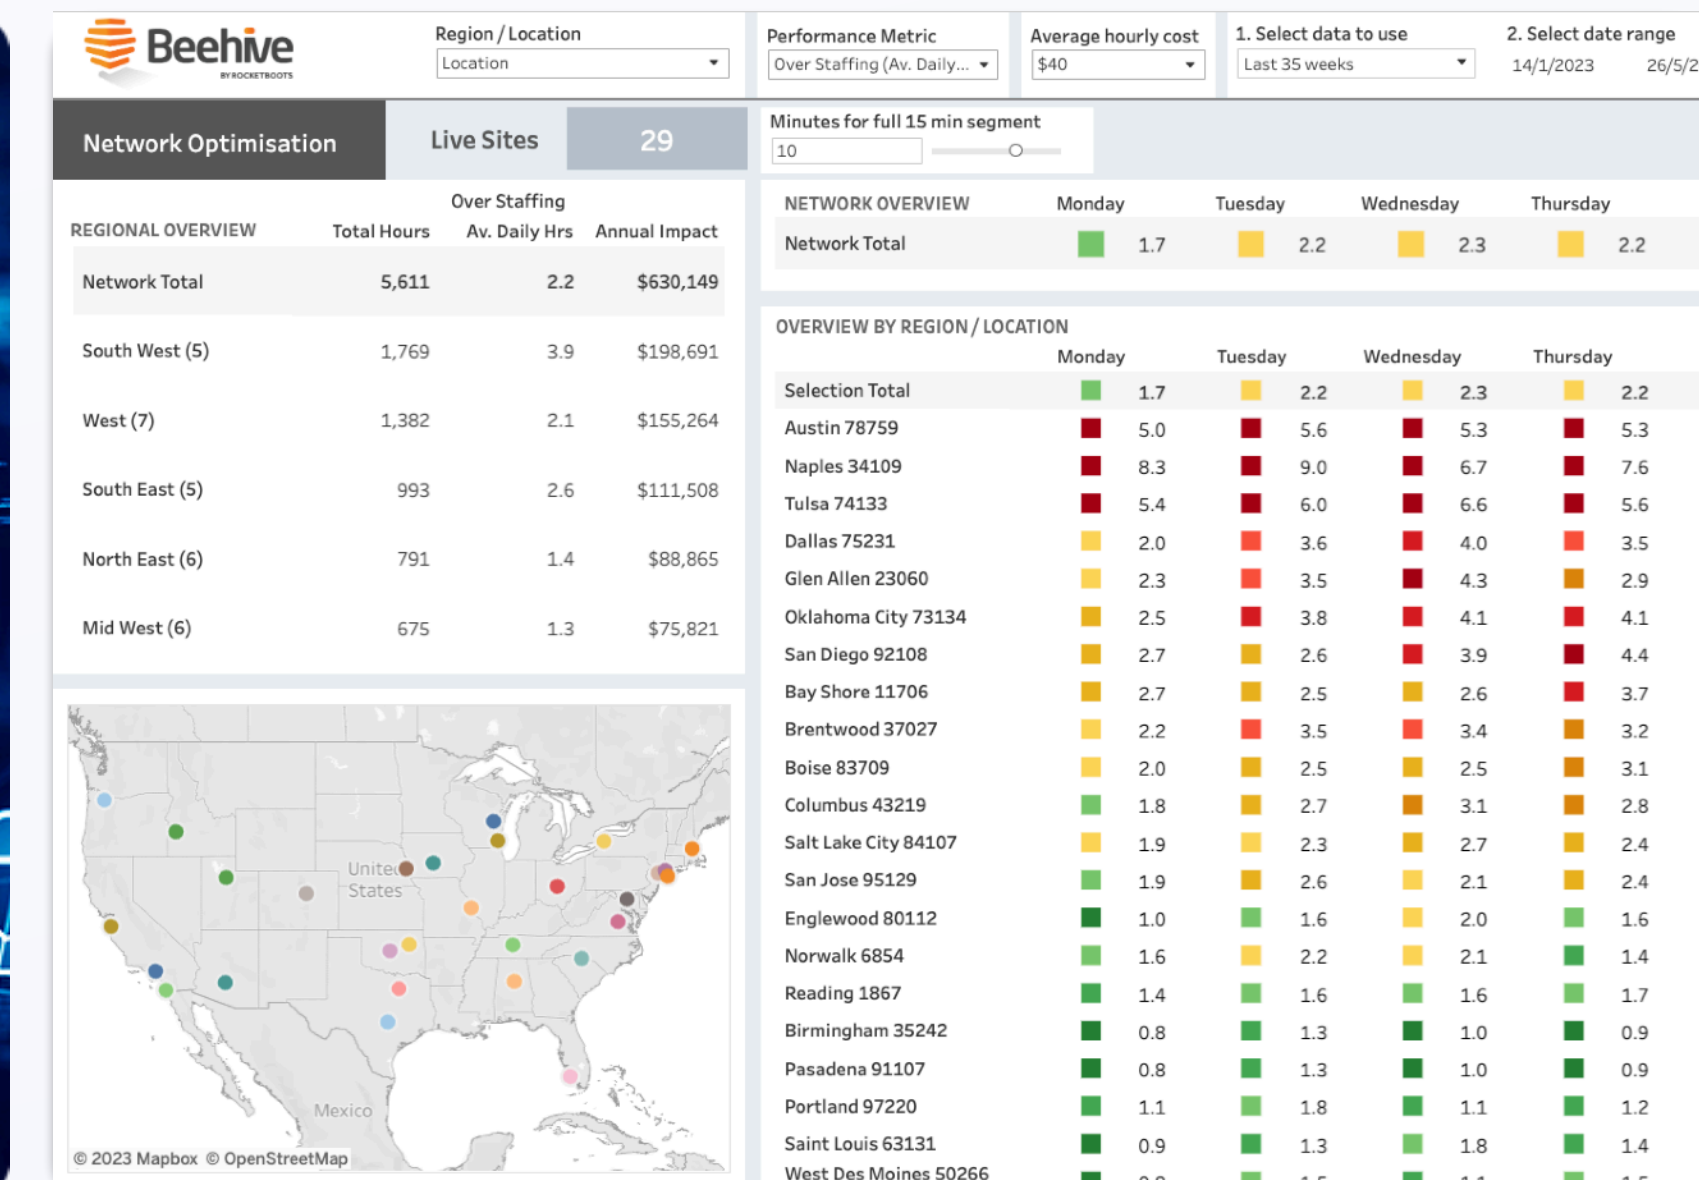 Beehive
BY ROCKETBOOTS
Region / Location
Location
Performance Metric
Over Staffing (Av. Daily...
Average hourly cost
$40
1. Select data to use
Last 35 weeks
2. Select date range
14/1/2023 26/5/2
Network Optimisation
Live Sites 29
Minutes for full 15 min segment
10
Over Staffing
REGIONAL OVERVIEW Total Hours Av. Daily Hrs Annual Impact
Network Total 5,611 2.2 $630,149
South West (5) 1,769 3.9 $198,691
West (7) 1,382 2.1 $155,264
South East (5) 993 2.6 $111,508
North East (6) 791 1.4 $88,865
Mid West (6) 675 1.3 $75,821
United
States
Mexico
© 2023 Mapbox © OpenStreetMap
NETWORK OVERVIEW Monday Tuesday Wednesday Thursday
Network Total 1.7 2.2 2.3 2.2
OVERVIEW BY REGION / LOCATION
Monday Tuesday Wednesday Thursday
Selection Total 1.7 2.2 2.3 2.2
Austin 78759 5.0 5.6 5.3 5.3
Naples 34109 8.3 9.0 6.7 7.6
Tulsa 74133 5.4 6.0 6.6 5.6
Dallas 75231 2.0 3.6 4.0 3.5
Glen Allen 23060 2.3 3.5 4.3 2.9
Oklahoma City 73134 2.5 3.8 4.1 4.1
San Diego 92108 2.7 2.6 3.9 4.4
Bay Shore 11706 2.7 2.5 2.6 3.7
Brentwood 37027 2.2 3.5 3.4 3.2
Boise 83709 2.0 2.5 2.5 3.1
Columbus 43219 1.8 2.7 3.1 2.8
Salt Lake City 84107 1.9 2.3 2.7 2.4
San Jose 95129 1.9 2.6 2.1 2.4
Englewood 80112 1.0 1.6 2.0 1.6
Norwalk 6854 1.6 2.2 2.1 1.4
Reading 1867 1.4 1.6 1.6 1.7
Birmingham 35242 0.8 1.3 1.0 0.9
Pasadena 91107 0.8 1.3 1.0 0.9
Portland 97220 1.1 1.8 1.1 1.2
Saint Louis 63131 0.9 1.3 1.8 1.4
West Des Moines 50266